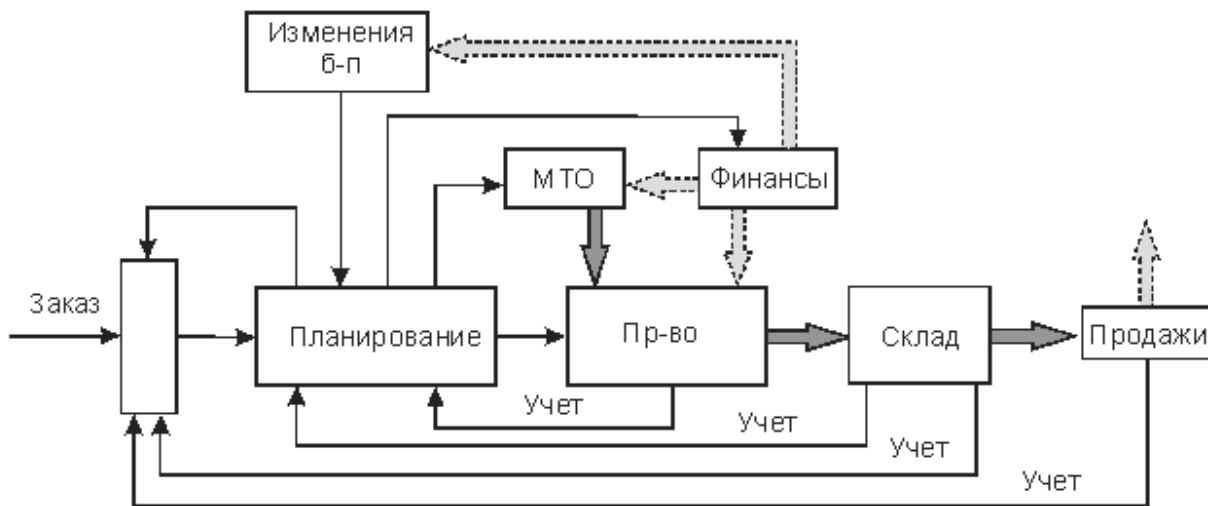 Изменения
б-п
МТО
Финансы
Заказ
Планирование
Пр-во
Склад
Продажи
Учет
Учет
Учет
Учет